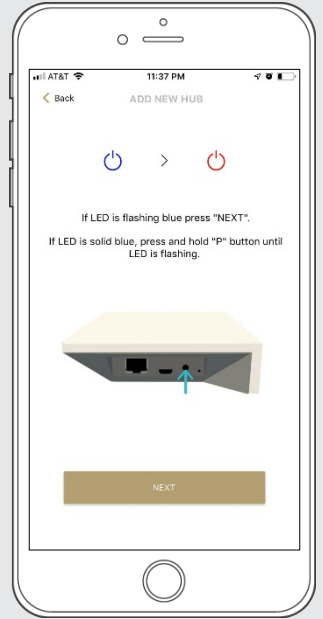 AT&T 11:37 PM
Back ADD NEW HUB
If LED is flashing blue press "NEXT".
If LED is solid blue, press and hold "P" button until
LED is flashing.
NEXT